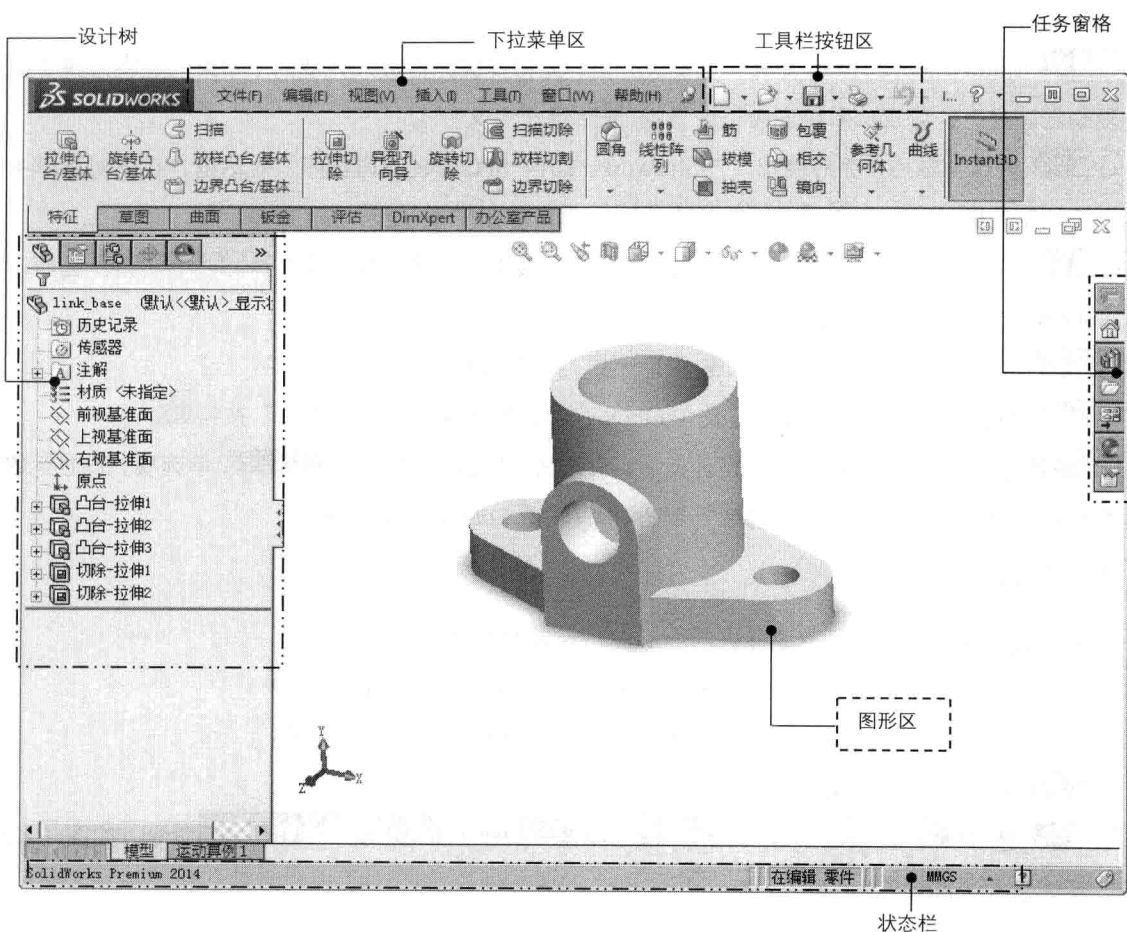 设计树
下拉菜单区
工具栏按钮区
任务窗格
SOLIDWORKS 文件(F) 编辑(E) 视图(V) 插入(I) 工具(T) 窗口(W) 帮助(H)
拉伸凸台/基体
旋转凸台/基体
扫描
放样凸台/基体
边界凸台/基体
拉伸切除
异型孔向导
旋转切除
扫描切除
放样切割
边界切除
圆角
线性阵列
筋
拔模
抽壳
包覆
相交
镜向
参考几何体
曲线
Instant3D
特征 草图 曲面 钣金 评估 DimXpert 办公室产品
link_base (默认<<默认>_显示状
历史记录
传感器
注解
材质 <未指定>
前视基准面
上视基准面
右视基准面
原点
凸台-拉伸1
凸台-拉伸2
凸台-拉伸3
切除-拉伸1
切除-拉伸2
图形区
Y
X
Z
模型 运动算例1
SolidWorks Premium 2014 在编辑 零件 MMGS
状态栏